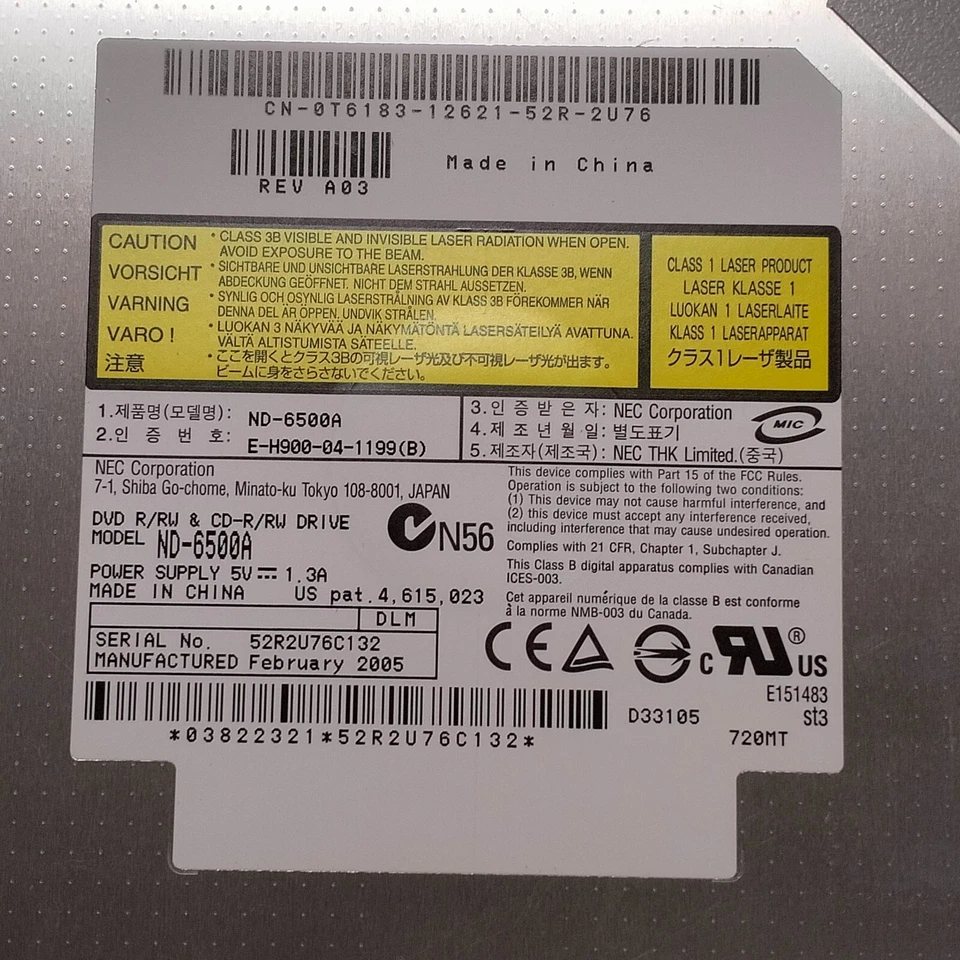 CN-0T6183-12621-52R-2U76
REV A03
Made in China
CAUTION
• CLASS 3B VISIBLE AND INVISIBLE LASER RADIATION WHEN OPEN.
AVOID EXPOSURE TO THE BEAM.
VORSICHT
• SICHTBARE UND UNSICHTBARE LASERSTRAHLUNG DER KLASSE 3B, WENN
ABDECKUNG GEÖFFNET. NICHT DEM STRAHL AUSSETZEN.
VARNING
• SYNLIG OCH OSYNLIG LASERSTRÅLNING AV KLASS 3B FÖREKOMMER NÄR
DENNA DEL ÄR ÖPPEN. UNDVIK STRÅLEN.
VARO !
• LUOKAN 3 NÄKYVÄÄ JA NÄKYMÄTÖNTÄ LASERSÄTEILYÄ AVATTUNA.
VÄLTÄ ALTISTUMISTA SÄTEELLE.
注意
• ここを開くとクラス3Bの可視レーザ光及び不可視レーザ光が出ます。
ビームに身をさらさないでください。
CLASS 1 LASER PRODUCT
LASER KLASSE 1
LUOKAN 1 LASERLAITE
KLASS 1 LASERAPPARAT
クラス1レーザ製品
1.제품명(모델명): ND-6500A
2.인 증 번 호: E-H900-04-1199(B)
3.인 증 받 은 자: NEC Corporation
4.제 조 년 월 일: 별도표기
5.제조자(제조국): NEC THK Limited.(중국)
MIC
NEC Corporation
7-1, Shiba Go-chome, Minato-ku Tokyo 108-8001, JAPAN
DVD R/RW & CD-R/RW DRIVE
MODEL ND-6500A
N56
POWER SUPPLY 5V⎓ 1.3A
MADE IN CHINA US pat.4,615,023
DLM
SERIAL No. 52R2U76C132
MANUFACTURED February 2005
This device complies with Part 15 of the FCC Rules.
Operation is subject to the following two conditions:
(1) This device may not cause harmful interference, and
(2) this device must accept any interference received,
including interference that may cause undesired operation.
Complies with 21 CFR, Chapter 1, Subchapter J.
This Class B digital apparatus complies with Canadian
ICES-003.
Cet appareil numérique de la classe B est conforme
à la norme NMB-003 du Canada.
CE c RU® US
E151483
D33105 st3
*03822321*52R2U76C132*
720MT